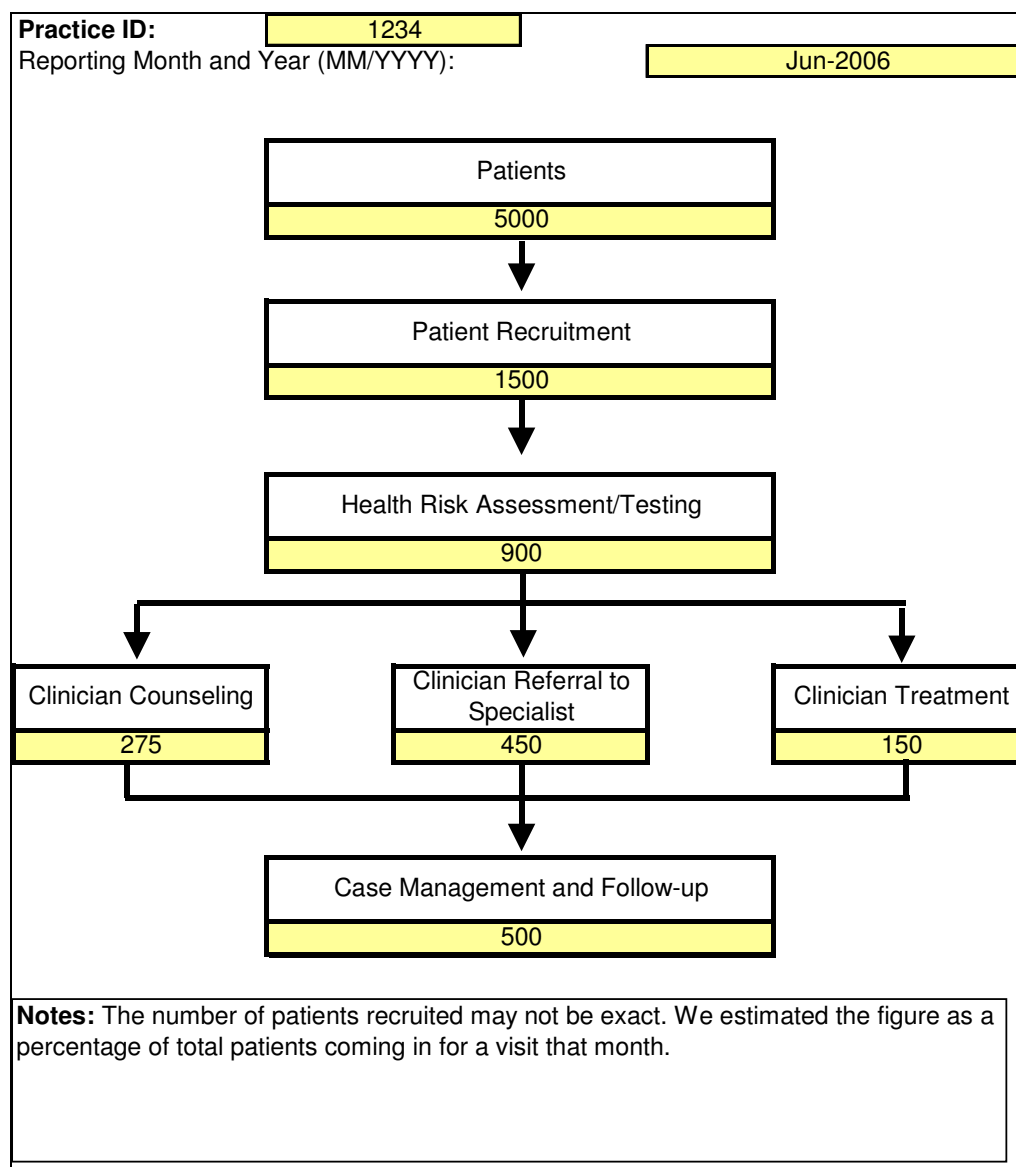 Practice ID: 1234
Reporting Month and Year (MM/YYYY): Jun-2006
Patients
5000
Patient Recruitment
1500
Health Risk Assessment/Testing
900
Clinician Counseling
275
Clinician Referral to
Specialist
450
Clinician Treatment
150
Case Management and Follow-up
500
Notes: The number of patients recruited may not be exact. We estimated the figure as a
percentage of total patients coming in for a visit that month.